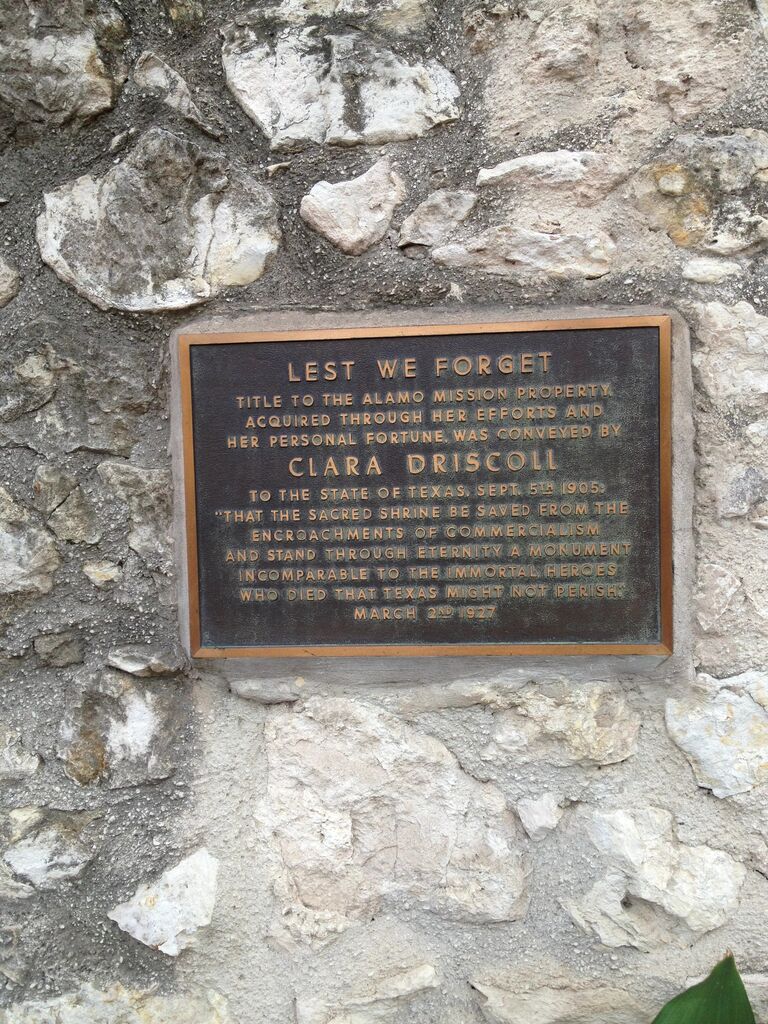 LEST WE FORGET
TITLE TO THE ALAMO MISSION PROPERTY,
ACQUIRED THROUGH HER EFFORTS AND
HER PERSONAL FORTUNE, WAS CONVEYED BY
CLARA DRISCOLL
TO THE STATE OF TEXAS, SEPT. 5TH 1905:
"THAT THE SACRED SHRINE BE SAVED FROM THE
ENCROACHMENTS OF COMMERCIALISM
AND STAND THROUGH ETERNITY A MONUMENT
INCOMPARABLE TO THE IMMORTAL HEROES
WHO DIED THAT TEXAS MIGHT NOT PERISH."
MARCH 2ND 1927